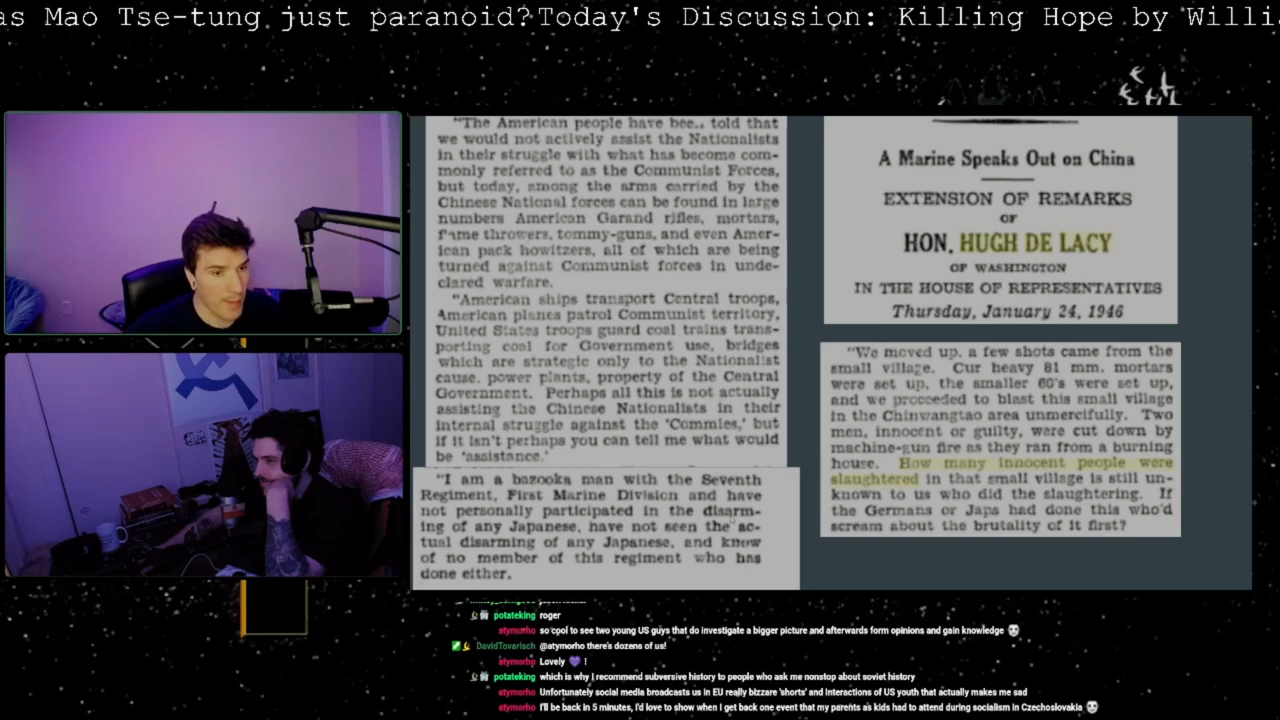 as Mao Tse-tung just paranoid?Today's Discussion: Killing Hope by Willi
"The American people have bee.. told that
we would not actively assist the Nationalists
in their struggle with what has become com-
monly referred to as the Communist Forces,
but today, among the arms carried by the
Chinese National forces can be found in large
numbers American Garand rifles, mortars,
f'ame throwers, tommy-guns, and even Amer-
ican pack howitzers, all of which are being
turned against Communist forces in unde-
clared warfare.
"American ships transport Central troops,
American planes patrol Communist territory,
United States troops guard coal trains trans-
porting coal for Government use, bridges
which are strategic only to the Nationalist
cause, power plants, property of the Central
Government. Perhaps all this is not actually
assisting the Chinese Nationalists in their
internal struggle against the 'Commies,' but
if it isn't perhaps you can tell me what would
be 'assistance.'
"I am a bazooka man with the Seventh
Regiment, First Marine Division and have
not personally participated in the disarm-
ing of any Japanese, have not seen the ac-
tual disarming of any Japanese, and know
of no member of this regiment who has
done either.
A Marine Speaks Out on China
EXTENSION OF REMARKS
OF
HON. HUGH DE LACY
OF WASHINGTON
IN THE HOUSE OF REPRESENTATIVES
Thursday, January 24, 1946
"We moved up, a few shots came from the
small village. Cur heavy 81 mm. mortars
were set up, the smaller 60's were set up,
and we proceeded to blast this small village
in the Chinwangtao area unmercifully. Two
men, innocent or guilty, were cut down by
machine-gun fire as they ran from a burning
house. How many innocent people were
slaughtered in that small village is still un-
known to us who did the slaughtering. If
the Germans or Japs had done this who'd
scream about the brutality of it first?
potateking roger
atymorho so cool to see two young US guys that do investigate a bigger picture and afterwards form opinions and gain knowledge
DavidTovarisch @atymorho there's dozens of us!
atymorho Lovely !
potateking which is why I recommend subversive history to people who ask me nonstop about soviet history
atymorho Unfortunately social media broadcasts us in EU really bizzare 'shorts' and interactions of US youth that actually makes me sad
atymorho I'll be back in 5 minutes, I'd love to show when I get back one event that my parents as kids had to attend during socialism in Czechoslovakia